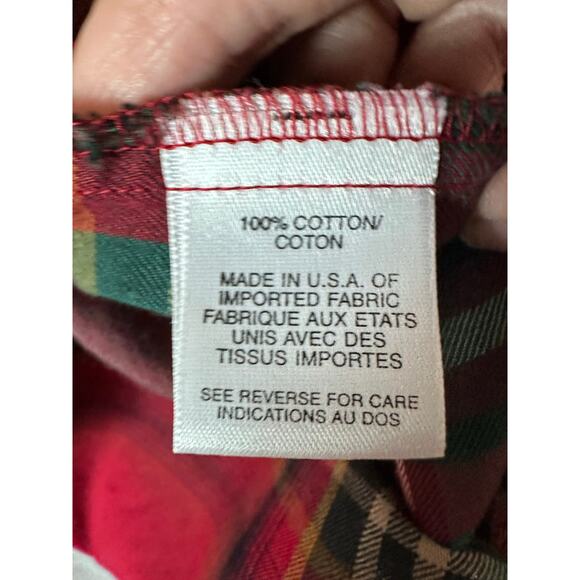 100% COTTON/
COTON
MADE IN U.S.A. OF
IMPORTED FABRIC
FABRIQUE AUX ETATS
UNIS AVEC DES
TISSUS IMPORTES
SEE REVERSE FOR CARE
INDICATIONS AU DOS